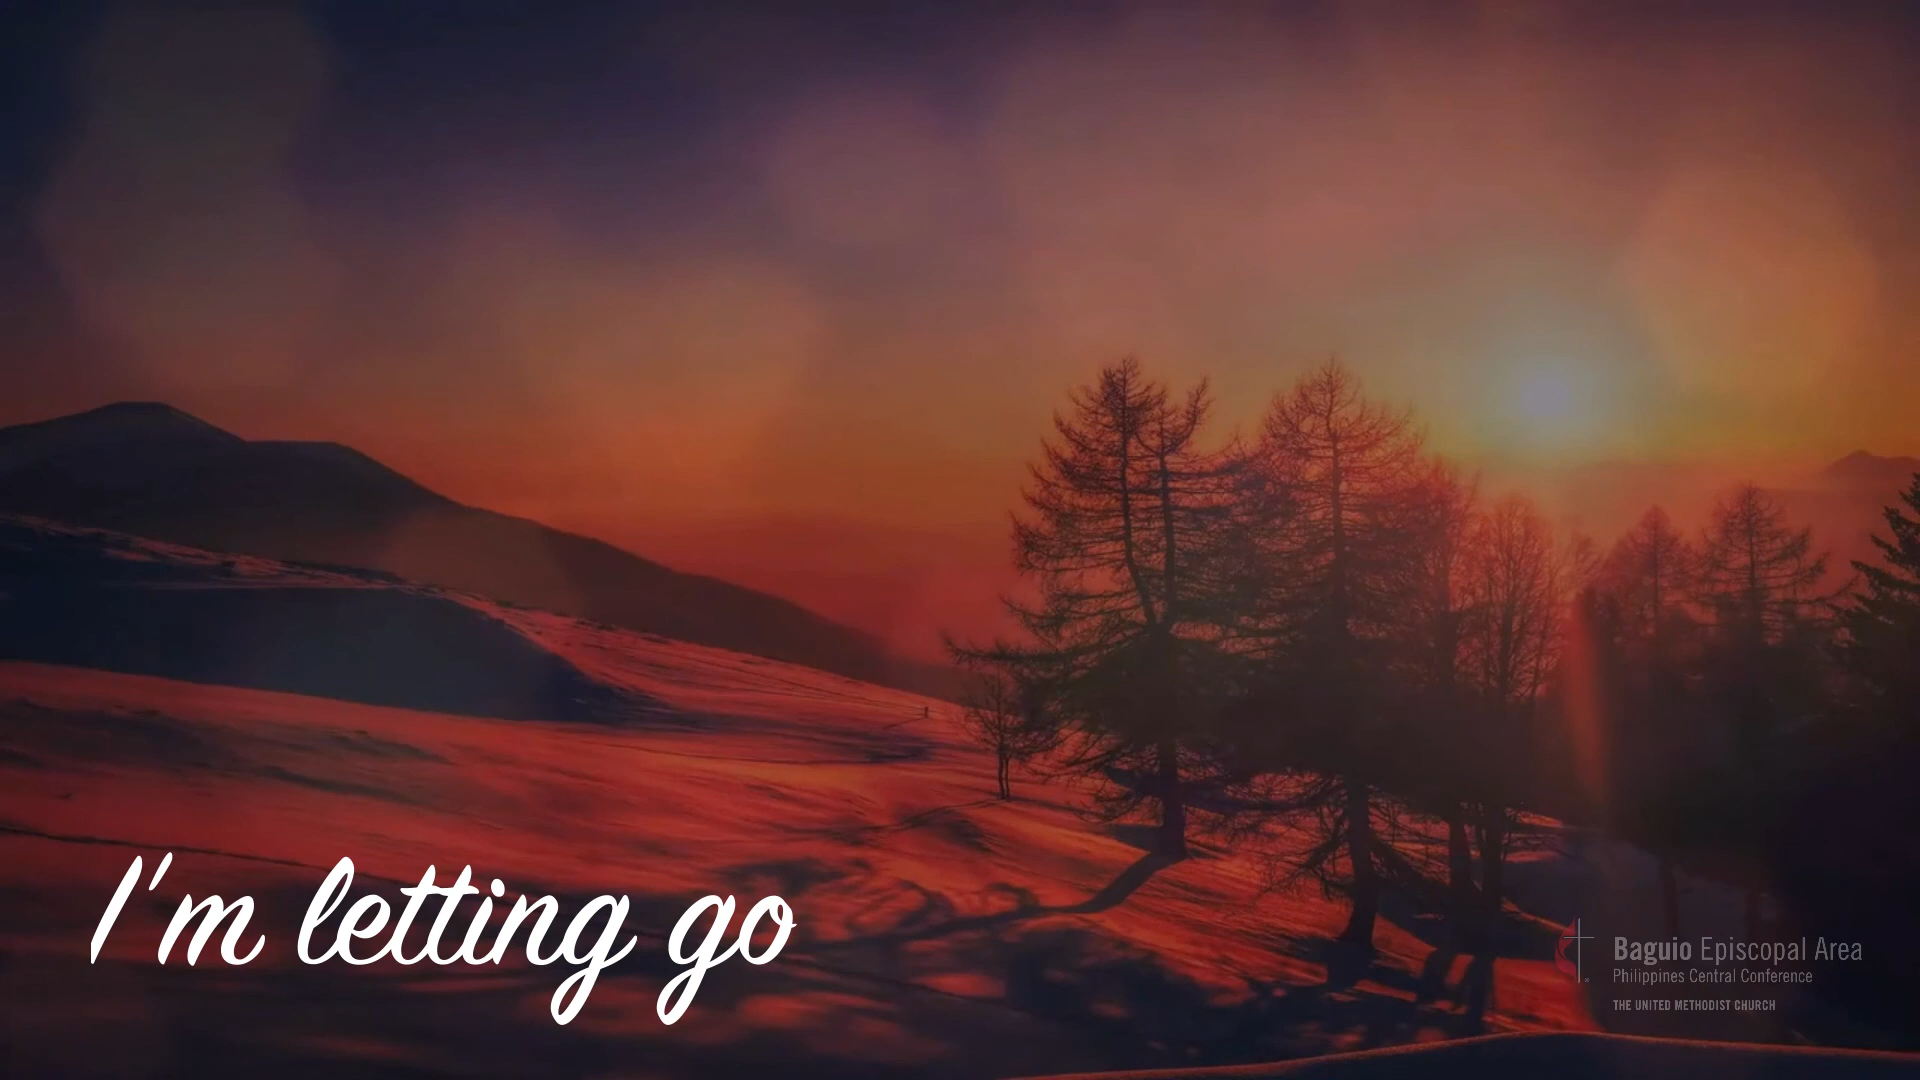 I'm letting go
Baguio Episcopal Area
Philippines Central Conference
THE UNITED METHODIST CHURCH